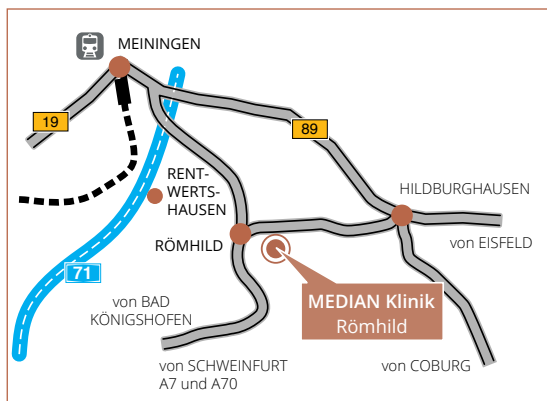 MEININGEN
19
89
RENT-
WERTS-
HAUSEN
HILDBURGHAUSEN
RÖMHILD
von EISFELD
71
MEDIAN Klinik
Römhild
von BAD
KÖNIGSHOFEN
von SCHWEINFURT
A7 und A70
von COBURG